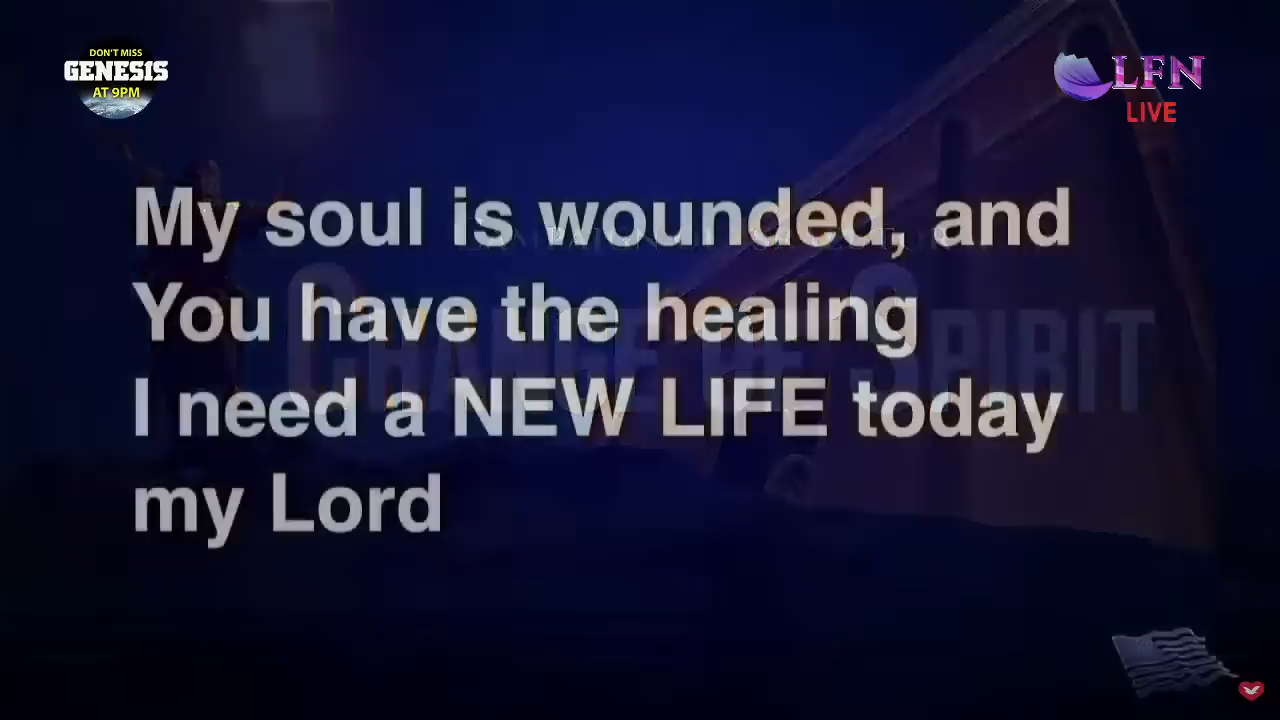 DON'T MISS
GENESIS
AT 9PM
LFN
LIVE
My soul is wounded, and
You have the healing
I need a NEW LIFE today
my Lord
SPIRIT